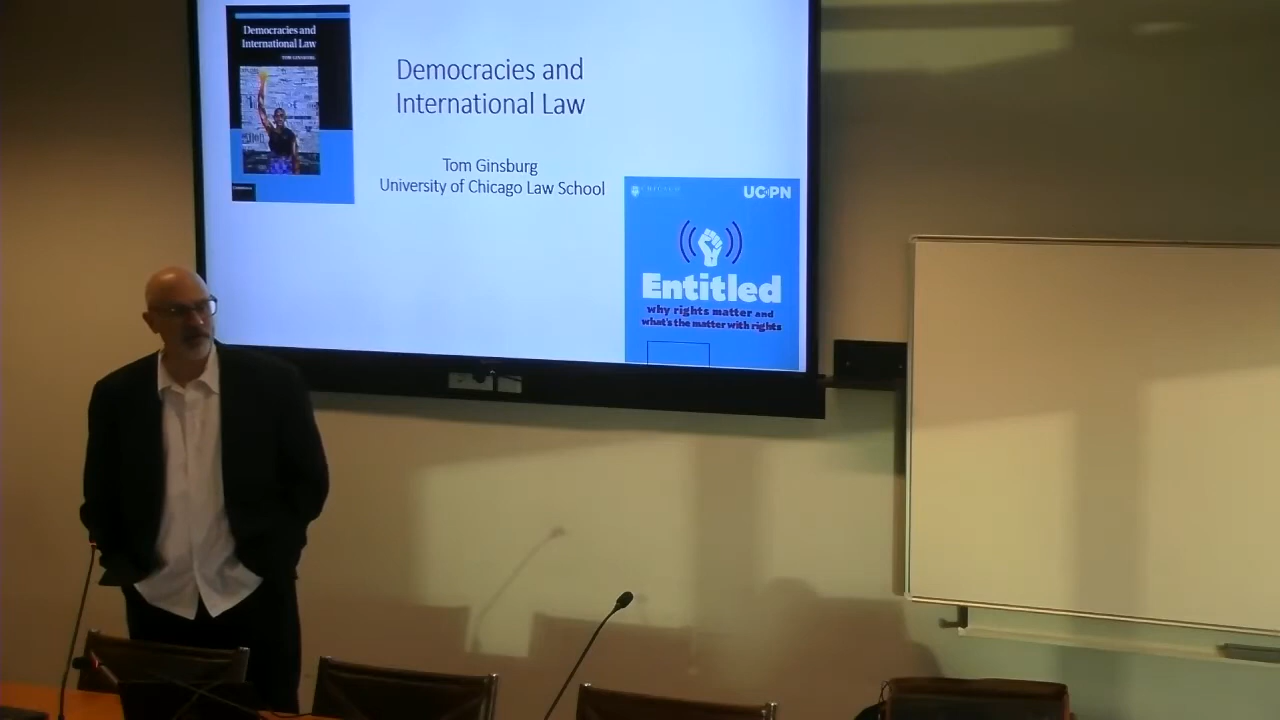 Democracies and
International Law
TOM GINSBURG
Democracies and
International Law
Tom Ginsburg
University of Chicago Law School
UC PN
Entitled
why rights matter and
what's the matter with rights